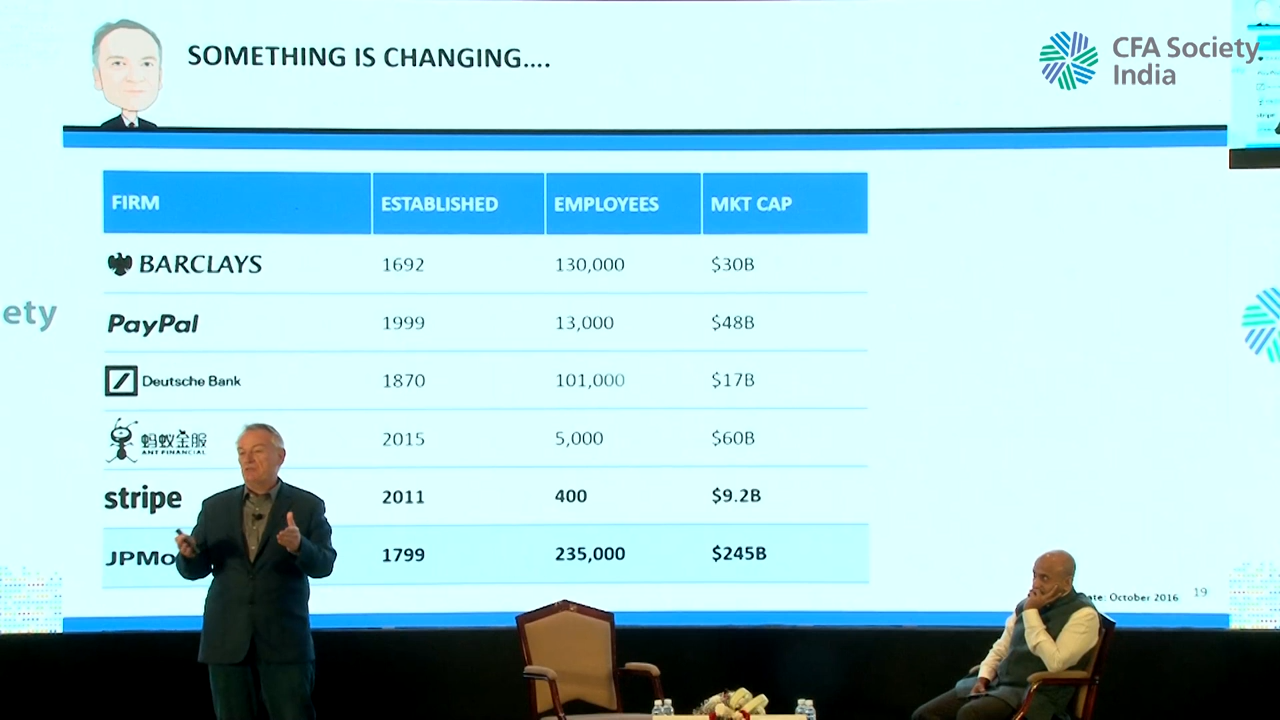 SOMETHING IS CHANGING....
CFA Society
India
FIRM ESTABLISHED EMPLOYEES MKT CAP
BARCLAYS 1692 130,000 $30B
ety
PayPal 1999 13,000 $48B
Deutsche Bank 1870 101,000 $17B
蚂蚁金服 2015 5,000 $60B
ANT FINANCIAL
stripe 2011 400 $9.2B
JPMo 1799 235,000 $245B
ate: October 2016 19